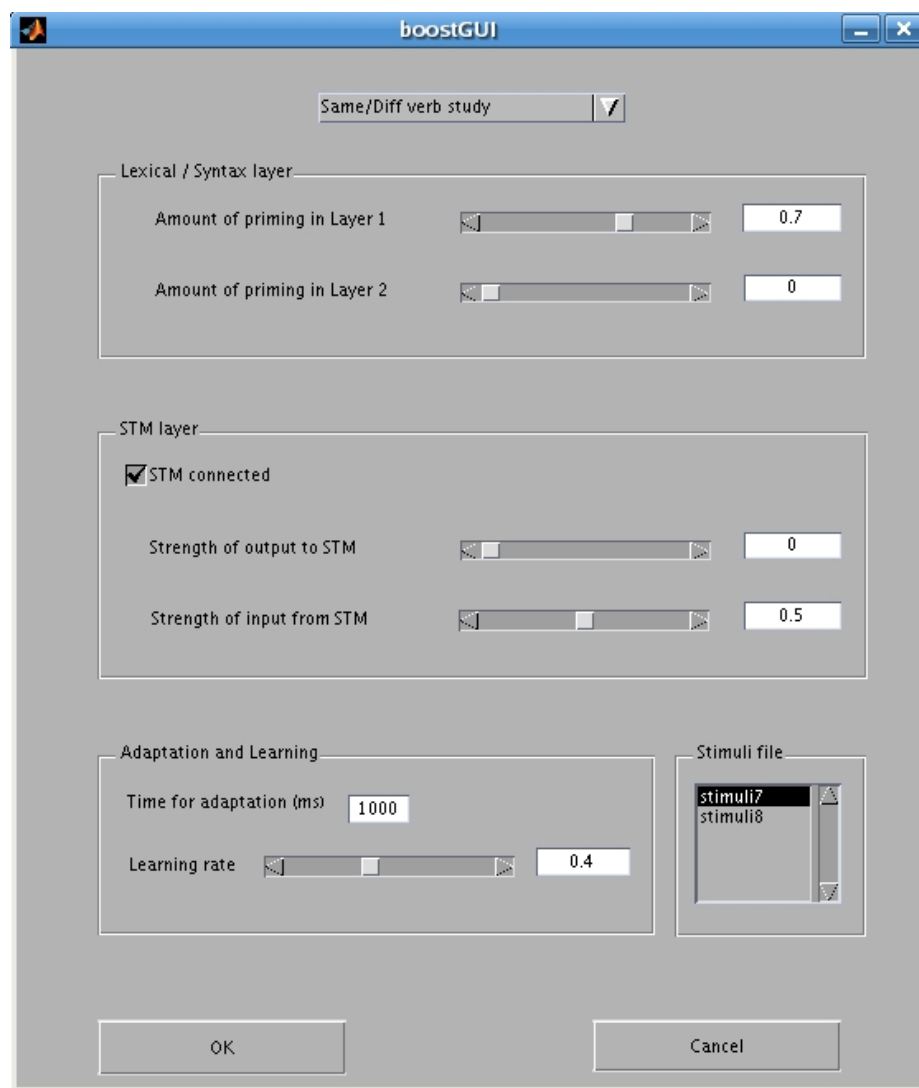 boostGUI
Same/Diff verb study
Lexical / Syntax layer
Amount of priming in Layer 1 0.7
Amount of priming in Layer 2 0
STM layer
STM connected
Strength of output to STM 0
Strength of input from STM 0.5
Adaptation and Learning
Time for adaptation (ms) 1000
Learning rate 0.4
Stimuli file
stimuli7
stimuli8
OK Cancel